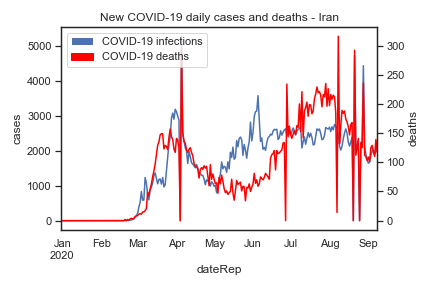 New COVID-19 daily cases and deaths - Iran
COVID-19 infections
COVID-19 deaths
cases
5000
4000
3000
2000
1000
0
deaths
300
250
200
150
100
50
0
Jan Feb Mar Apr May Jun Jul Aug Sep
2020
dateRep